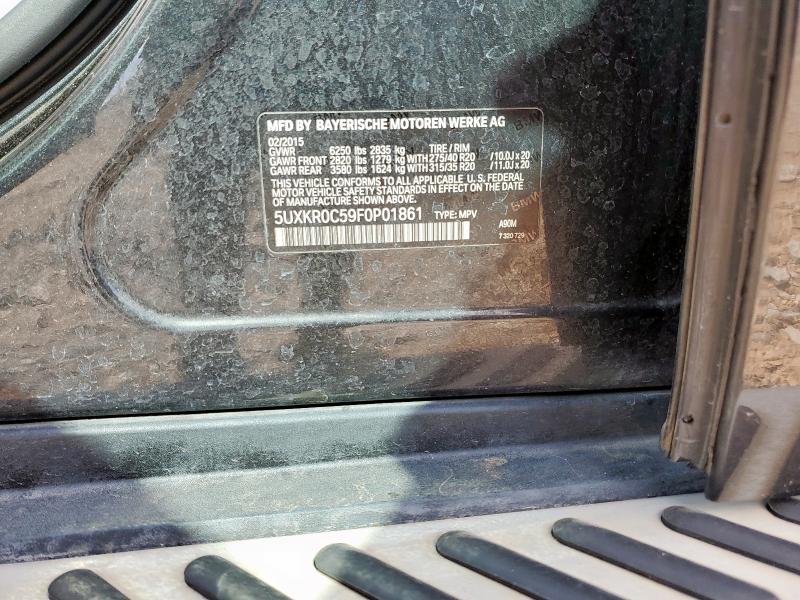 MFD BY BAYERISCHE MOTOREN WERKE AG
02/2015
GVWR 6250 lbs 2835 kg TIRE / RIM
GAWR FRONT 2820 lbs 1279 kg WITH 275/40 R20 /10.0J x 20
GAWR REAR 3580 lbs 1624 kg WITH 315/35 R20 /11.0J x 20
THIS VEHICLE CONFORMS TO ALL APPLICABLE U. S. FEDERAL
MOTOR VEHICLE SAFETY STANDARDS IN EFFECT ON THE DATE
OF MANUFACTURE SHOWN ABOVE.
5UXKR0C59F0P01861 TYPE: MPV
A90M
7 320 729